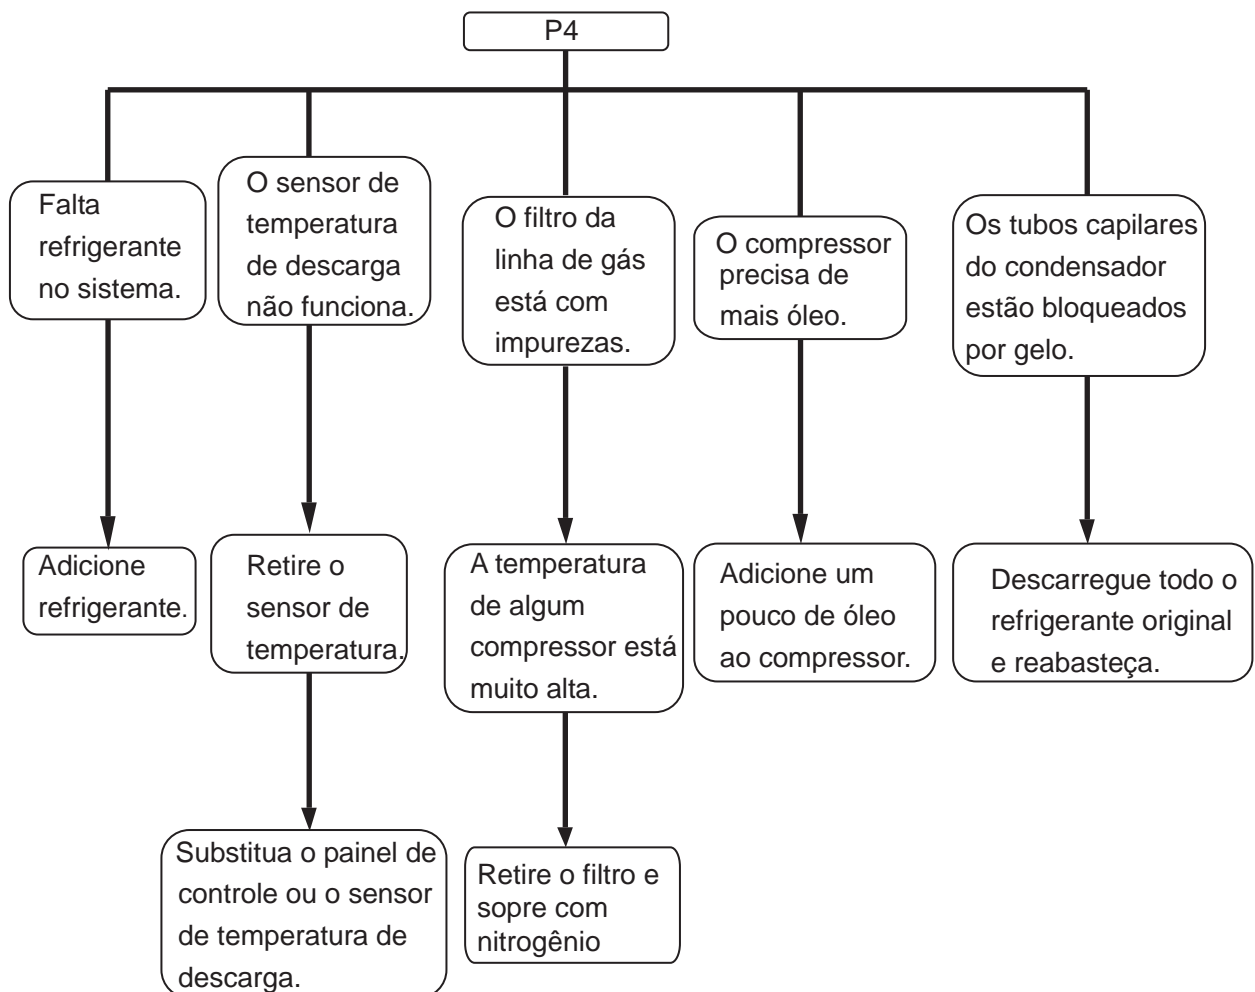 P4
Falta
refrigerante
no sistema.
O sensor de
temperatura
de descarga
não funciona.
O filtro da
linha de gás
está com
impurezas.
O compressor
precisa de
mais óleo.
Os tubos capilares
do condensador
estão bloqueados
por gelo.
Adicione
refrigerante.
Retire o
sensor de
temperatura.
A temperatura
de algum
compressor está
muito alta.
Adicione um
pouco de óleo
ao compressor.
Descarregue todo o
refrigerante original
e reabasteça.
Substitua o painel de
controle ou o sensor
de temperatura de
descarga.
Retire o filtro e
sopre com
nitrogênio